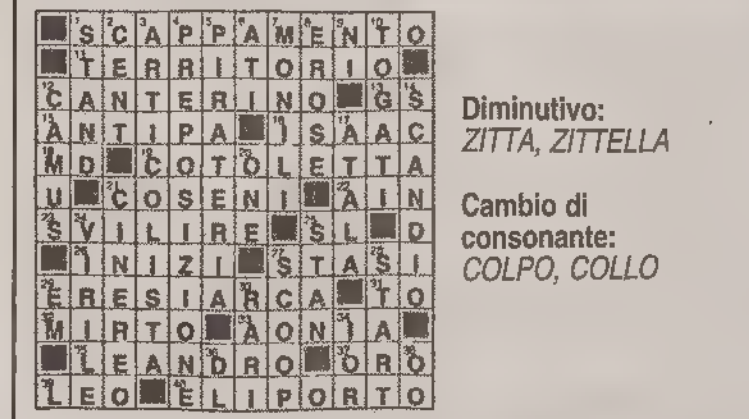 SCAPPAMENTO
TERRITORIO
CANTERINO GS
ANTIPA ISAAC
MD COTOLETTA
U COSENI AIN
SVILIRE SL D
INIZI STASI
ERESIARCA TO
MIRTO AONIA
LEANDRO ORO
LEO ELIPORTO
Diminutivo:
ZITTA, ZITTELLA
Cambio di
consonante:
COLPO, COLLO